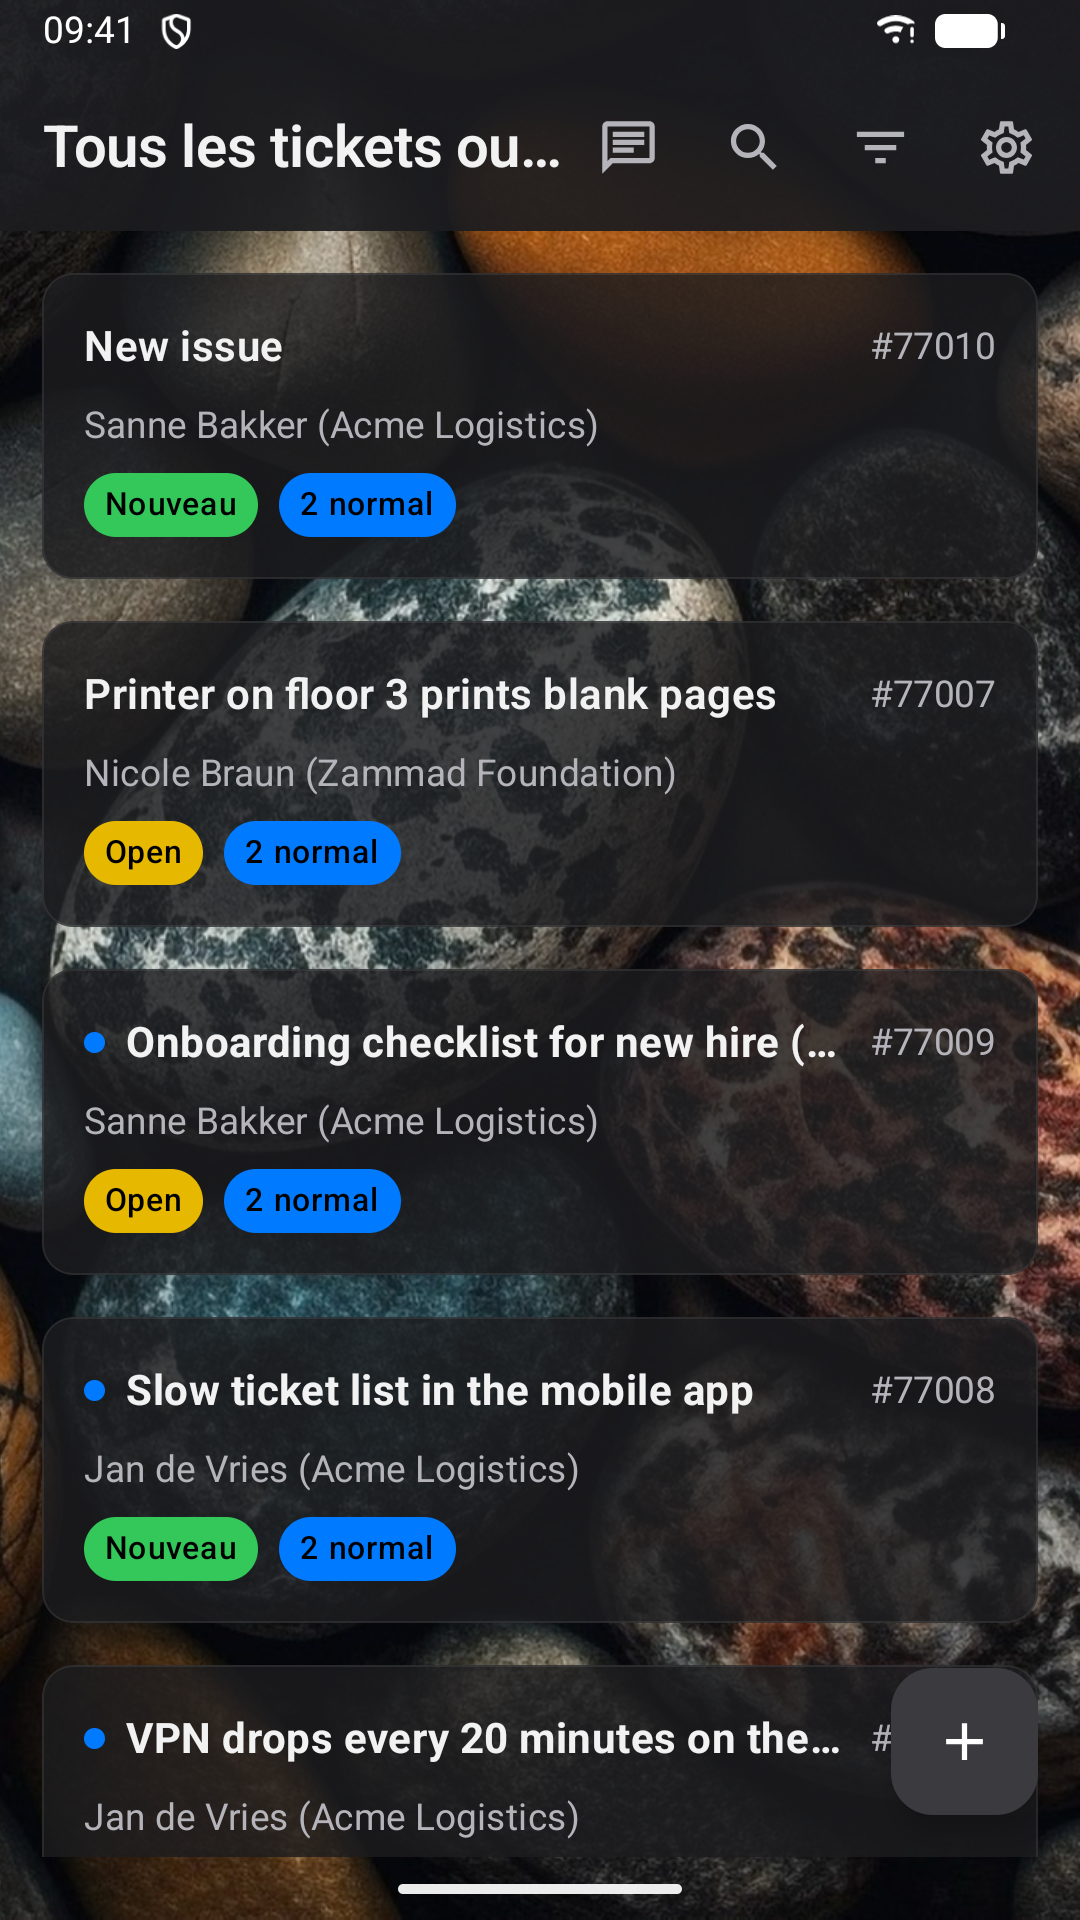 09:41
Tous les tickets ou...
New issue #77010
Sanne Bakker (Acme Logistics)
Nouveau 2 normal
Printer on floor 3 prints blank pages #77007
Nicole Braun (Zammad Foundation)
Open 2 normal
Onboarding checklist for new hire (... #77009
Sanne Bakker (Acme Logistics)
Open 2 normal
Slow ticket list in the mobile app #77008
Jan de Vries (Acme Logistics)
Nouveau 2 normal
VPN drops every 20 minutes on the... #
Jan de Vries (Acme Logistics)